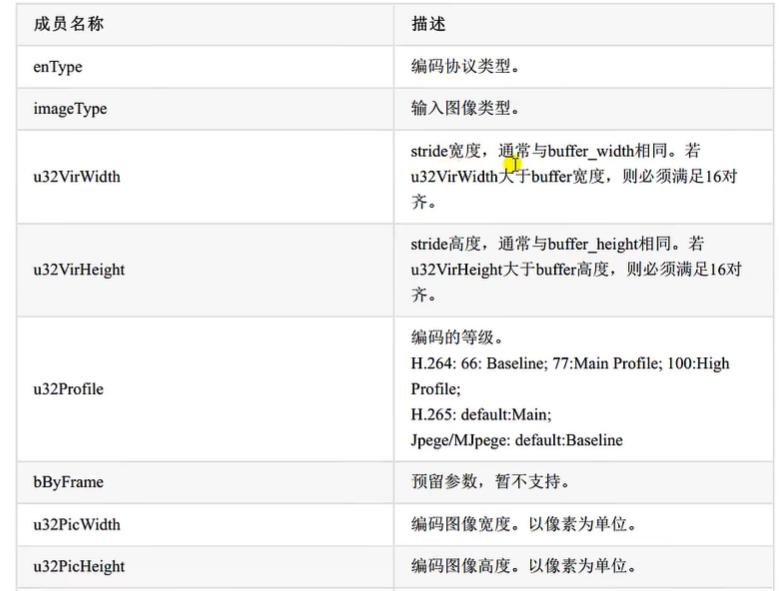 成员名称 描述
enType 编码协议类型。
imageType 输入图像类型。
u32VirWidth stride宽度，通常与buffer_width相同。若
u32VirWidth大于buffer宽度，则必须满足16对
齐。
u32VirHeight stride高度，通常与buffer_height相同。若
u32VirHeight大于buffer高度，则必须满足16对
齐。
u32Profile 编码的等级。
H.264: 66: Baseline; 77:Main Profile; 100:High
Profile;
H.265: default:Main;
Jpege/MJpege: default:Baseline
bByFrame 预留参数，暂不支持。
u32PicWidth 编码图像宽度。以像素为单位。
u32PicHeight 编码图像高度。以像素为单位。